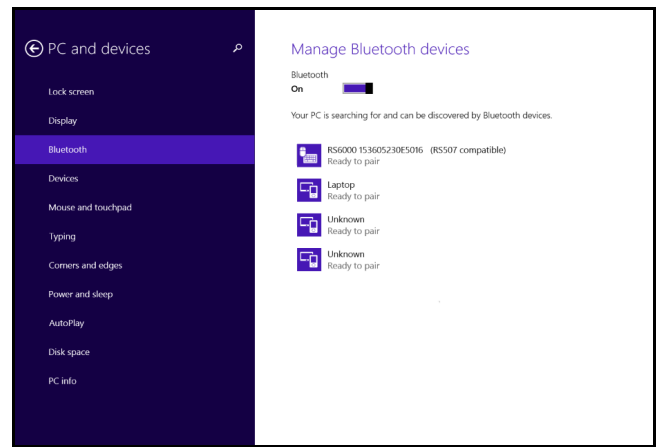 PC and devices
Lock screen
Display
Bluetooth
Devices
Mouse and touchpad
Typing
Corners and edges
Power and sleep
AutoPlay
Disk space
PC info
Manage Bluetooth devices
Bluetooth
On
Your PC is searching for and can be discovered by Bluetooth devices.
RS6000 153605230E5016 (RS507 compatible)
Ready to pair
Laptop
Ready to pair
Unknown
Ready to pair
Unknown
Ready to pair